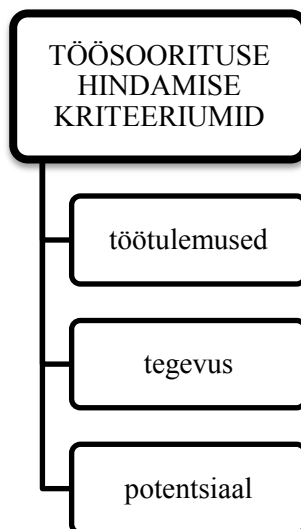 TÖÖSOORITUSE
HINDAMISE
KRITEERIUMID
töötulemused
tegevus
potentsiaal